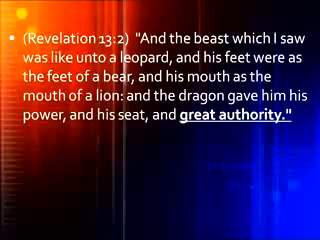 • (Revelation 13:2) "And the beast which I saw
was like unto a leopard, and his feet were as
the feet of a bear, and his mouth as the
mouth of a lion: and the dragon gave him his
power, and his seat, and great authority."